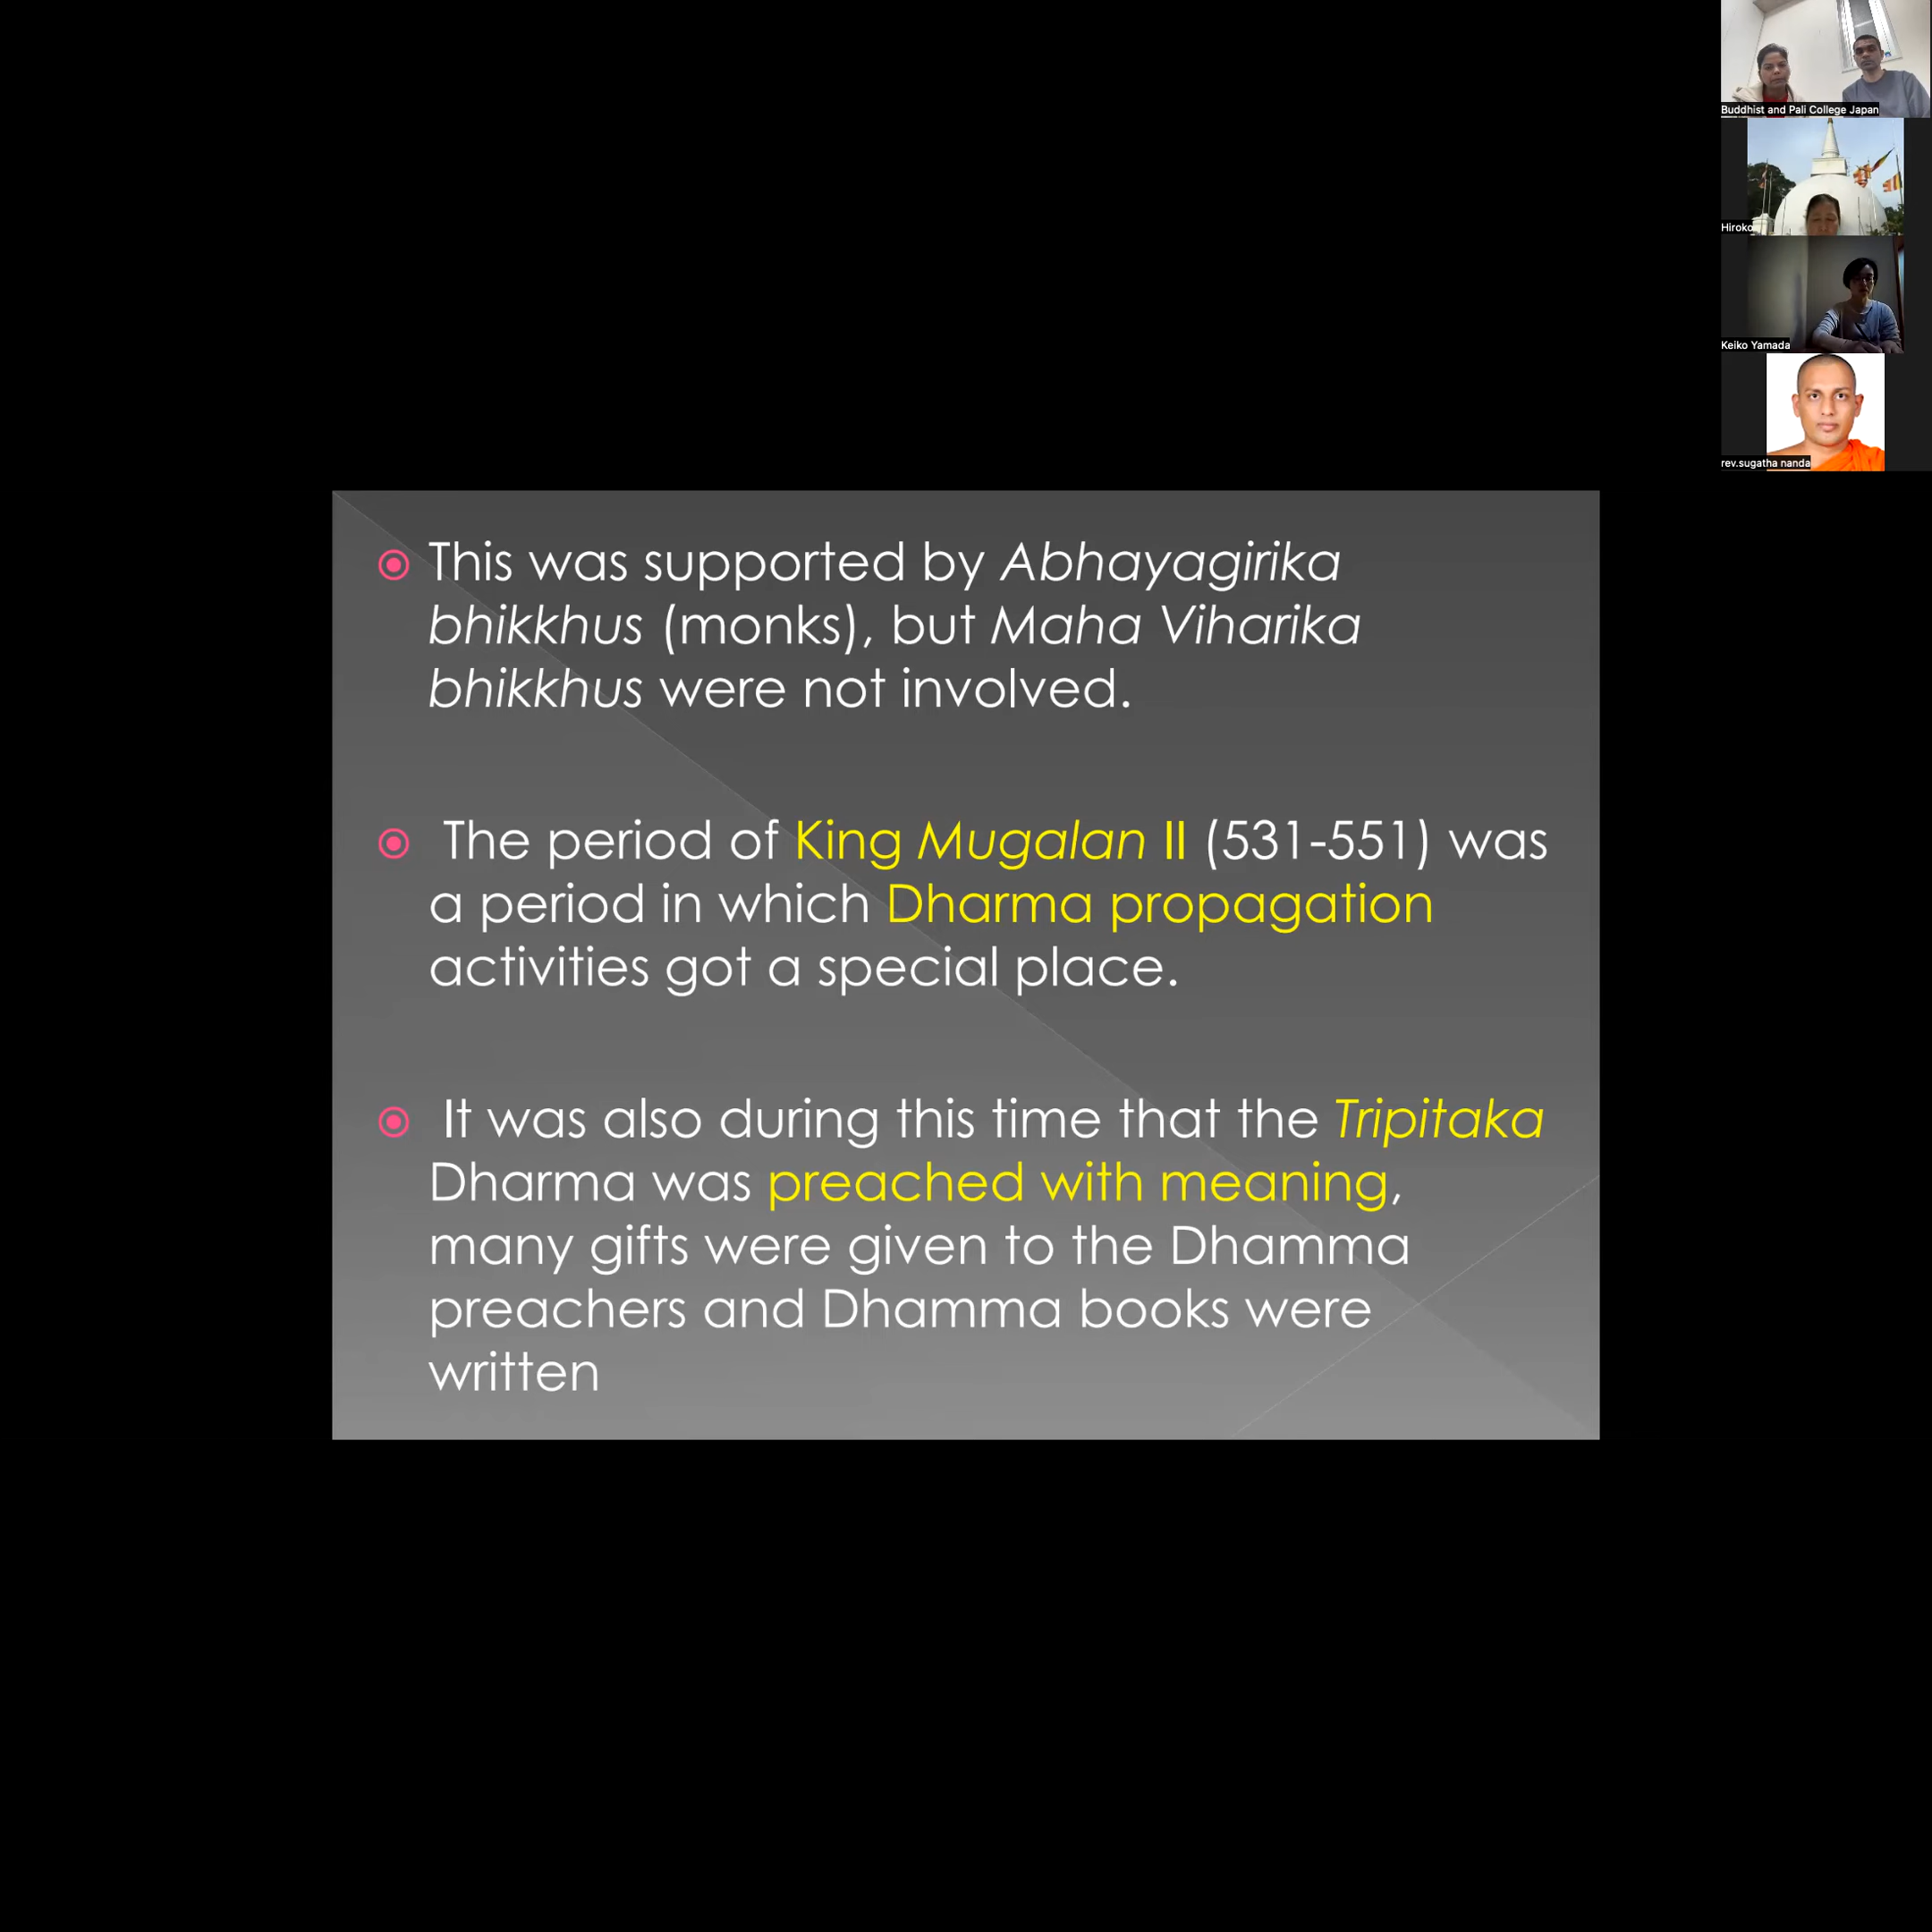 Buddhist and Pali College Japan
Hiroko
Keiko Yamada
rev.sugatha nanda
This was supported by Abhayagirika
bhikkhus (monks), but Maha Viharika
bhikkhus were not involved.
The period of King Mugalan II (531-551) was
a period in which Dharma propagation
activities got a special place.
It was also during this time that the Tripitaka
Dharma was preached with meaning,
many gifts were given to the Dhamma
preachers and Dhamma books were
written